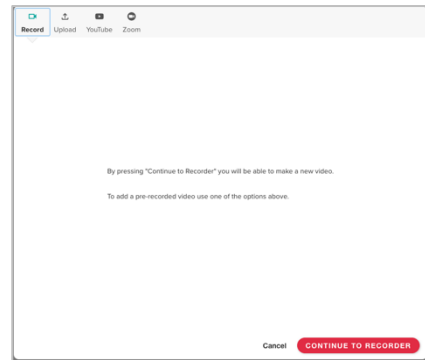 Record Upload YouTube Zoom
By pressing "Continue to Recorder" you will be able to make a new video.
To add a pre-recorded video use one of the options above.
Cancel CONTINUE TO RECORDER